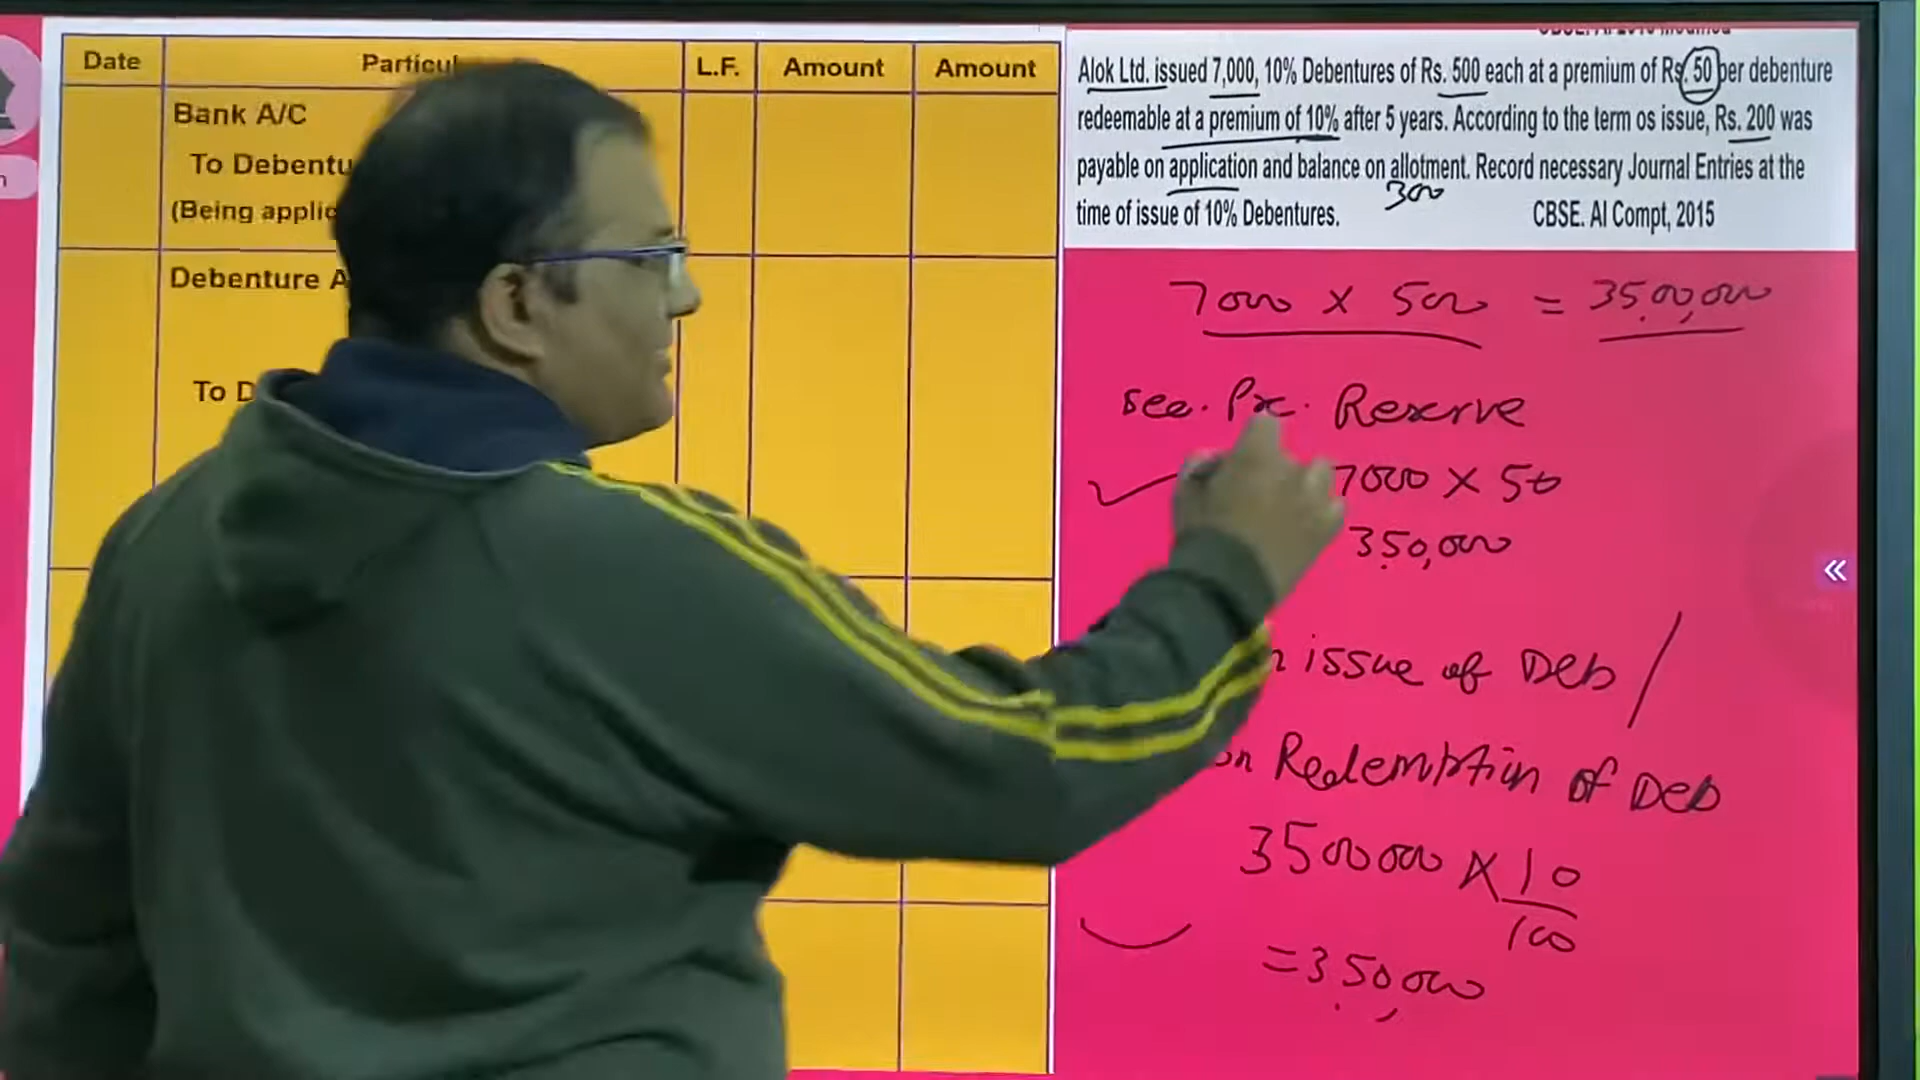 Date Particul L.F. Amount Amount
Bank A/C
To Debentu
(Being applic
Debenture A
To D
Alok Ltd. issued 7,000, 10% Debentures of Rs. 500 each at a premium of Rs. 50 per debenture
redeemable at a premium of 10% after 5 years. According to the term os issue, Rs. 200 was
payable on application and balance on allotment. Record necessary Journal Entries at the
300
time of issue of 10% Debentures. CBSE. AI Compt, 2015
7000 x 500 = 35,00,000
Sec. Pr. Reserve
7000 x 50
3,50,000
n issue of Deb /
on Redemption of Deb
3500000 x 10
100
= 3,50,000